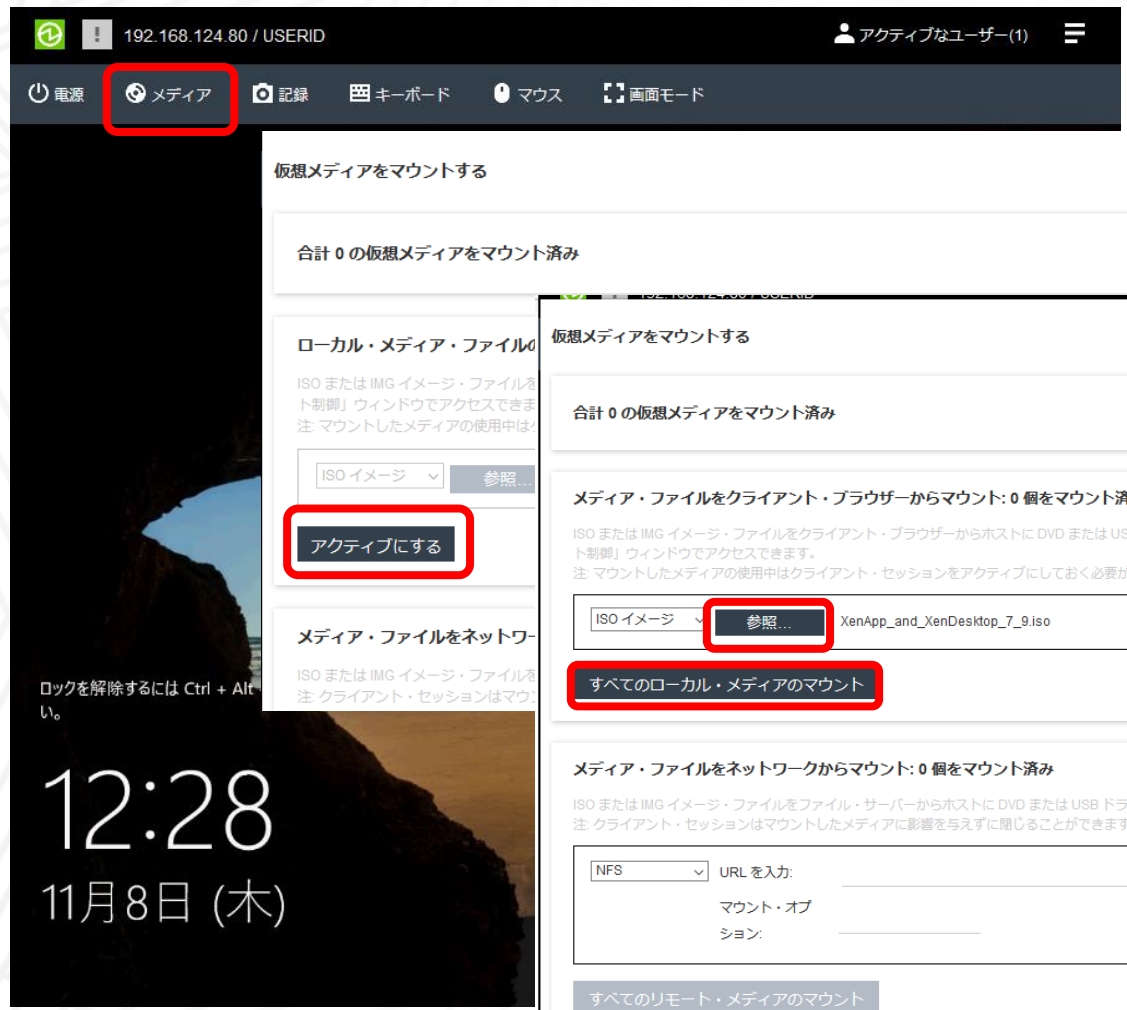 192.168.124.80 / USERID
アクティブなユーザー(1)
電源
メディア
記録
キーボード
マウス
画面モード
仮想メディアをマウントする
合計 0 の仮想メディアをマウント済み
ローカル・メディア・ファイルの
ISO または IMG イメージ・ファイルを
ト制御」ウィンドウでアクセスできま
注: マウントしたメディアの使用中は
ISO イメージ
参照...
アクティブにする
メディア・ファイルをネットワー
ISO または IMG イメージ・ファイルを
注: クライアント・セッションはマウン
ロックを解除するには Ctrl + Alt
い。
12:28
11月8日 (木)
192.168.124.80 / USERID
仮想メディアをマウントする
合計 0 の仮想メディアをマウント済み
メディア・ファイルをクライアント・ブラウザーからマウント: 0 個をマウント済
ISO または IMG イメージ・ファイルをクライアント・ブラウザーからホストに DVD または US
ト制御」ウィンドウでアクセスできます。
注: マウントしたメディアの使用中はクライアント・セッションをアクティブにしておく必要が
ISO イメージ
参照...
XenApp_and_XenDesktop_7_9.iso
すべてのローカル・メディアのマウント
メディア・ファイルをネットワークからマウント: 0 個をマウント済み
ISO または IMG イメージ・ファイルをファイル・サーバーからホストに DVD または USB ドラ
注: クライアント・セッションはマウントしたメディアに影響を与えずに閉じることができます
NFS
URL を入力:
マウント・オプ
ション:
すべてのリモート・メディアのマウント